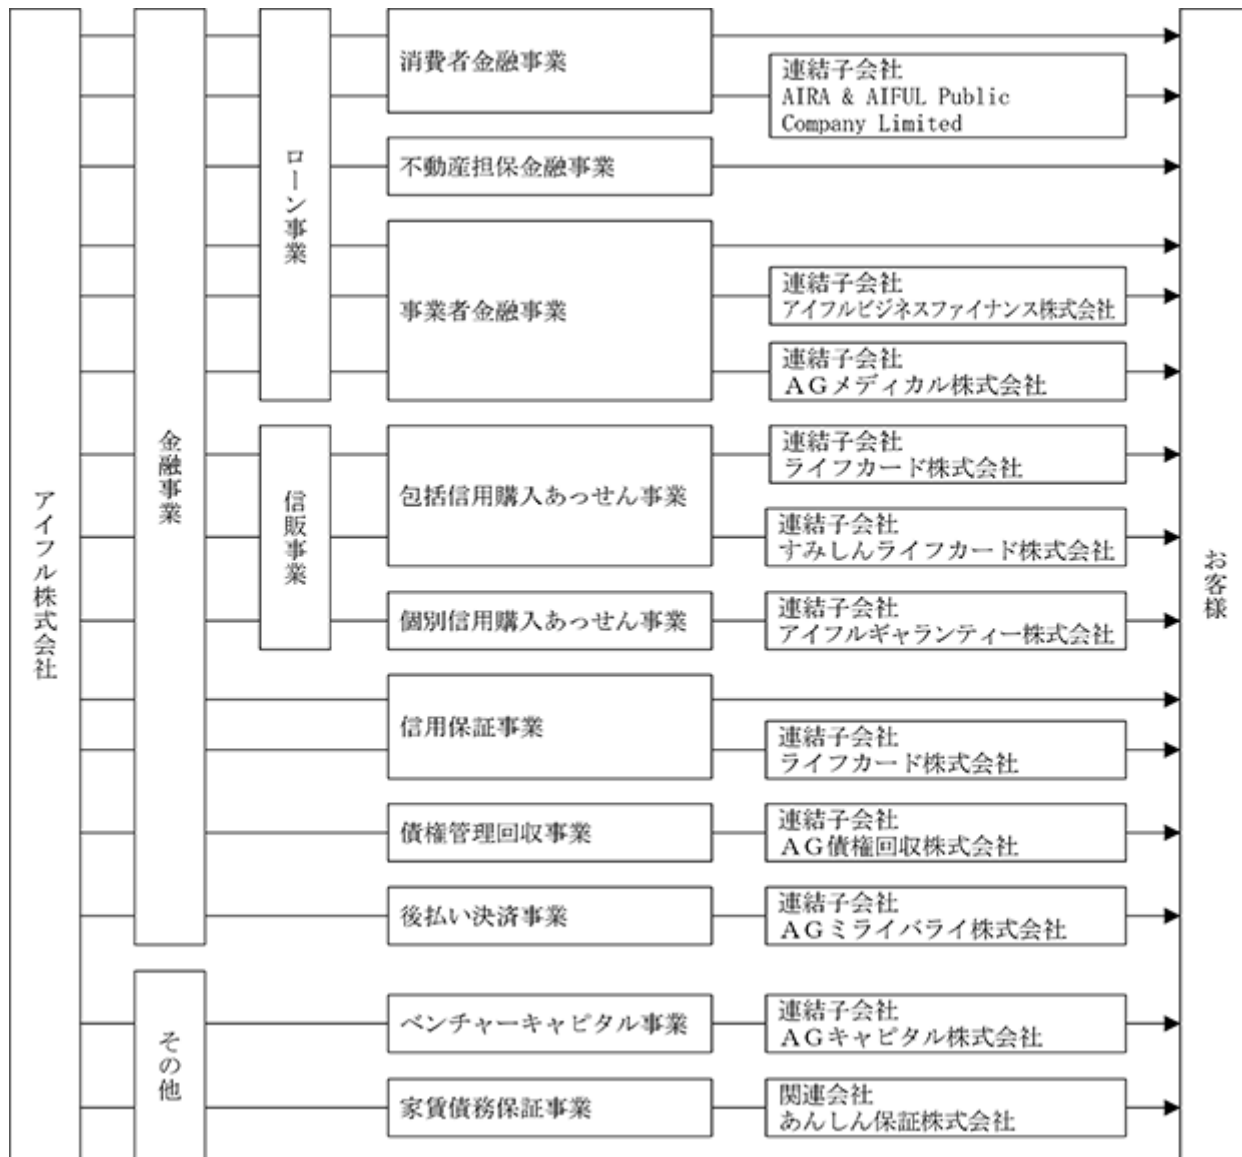 アイフル株式会社
金融事業
ローン事業
消費者金融事業
連結子会社
AIRA & AIFUL Public
Company Limited
不動産担保金融事業
事業者金融事業
連結子会社
アイフルビジネスファイナンス株式会社
連結子会社
ＡＧメディカル株式会社
信販事業
包括信用購入あっせん事業
連結子会社
ライフカード株式会社
連結子会社
すみしんライフカード株式会社
個別信用購入あっせん事業
連結子会社
アイフルギャランティー株式会社
信用保証事業
連結子会社
ライフカード株式会社
債権管理回収事業
連結子会社
ＡＧ債権回収株式会社
後払い決済事業
連結子会社
ＡＧミライバライ株式会社
その他
ベンチャーキャピタル事業
連結子会社
ＡＧキャピタル株式会社
家賃債務保証事業
関連会社
あんしん保証株式会社
お客様